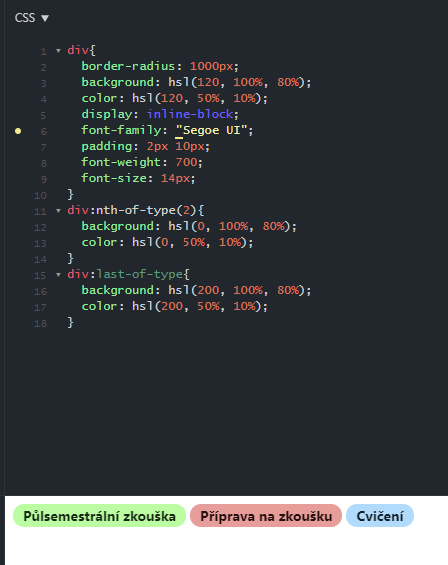 CSS ▼
1 ▾ div{
2 border-radius: 1000px;
3 background: hsl(120, 100%, 80%);
4 color: hsl(120, 50%, 10%);
5 display: inline-block;
6 font-family: "Segoe UI";
7 padding: 2px 10px;
8 font-weight: 700;
9 font-size: 14px;
10 }
11 ▾ div:nth-of-type(2){
12 background: hsl(0, 100%, 80%);
13 color: hsl(0, 50%, 10%);
14 }
15 ▾ div:last-of-type{
16 background: hsl(200, 100%, 80%);
17 color: hsl(200, 50%, 10%);
18 }
Půlsemestrální zkouška Příprava na zkoušku Cvičení